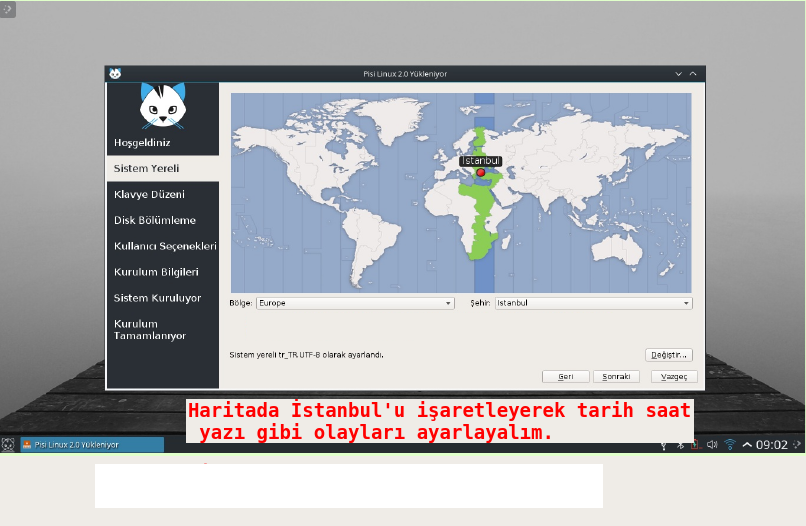 Pisi Linux 2.0 Yükleniyor
Hoşgeldiniz
Sistem Yereli
Klavye Düzeni
Disk Bölümleme
Kullanıcı Seçenekleri
Kurulum Bilgileri
Sistem Kuruluyor
Kurulum
Tamamlanıyor
Istanbul
Bölge: Europe Şehir: Istanbul
Sistem yereli tr_TR.UTF-8 olarak ayarlandı.
Değiştir...
Geri Sonraki Vazgeç
Haritada İstanbul'u işaretleyerek tarih saat
yazı gibi olayları ayarlayalım.
Pisi Linux 2.0 Yükleniyor 09:02